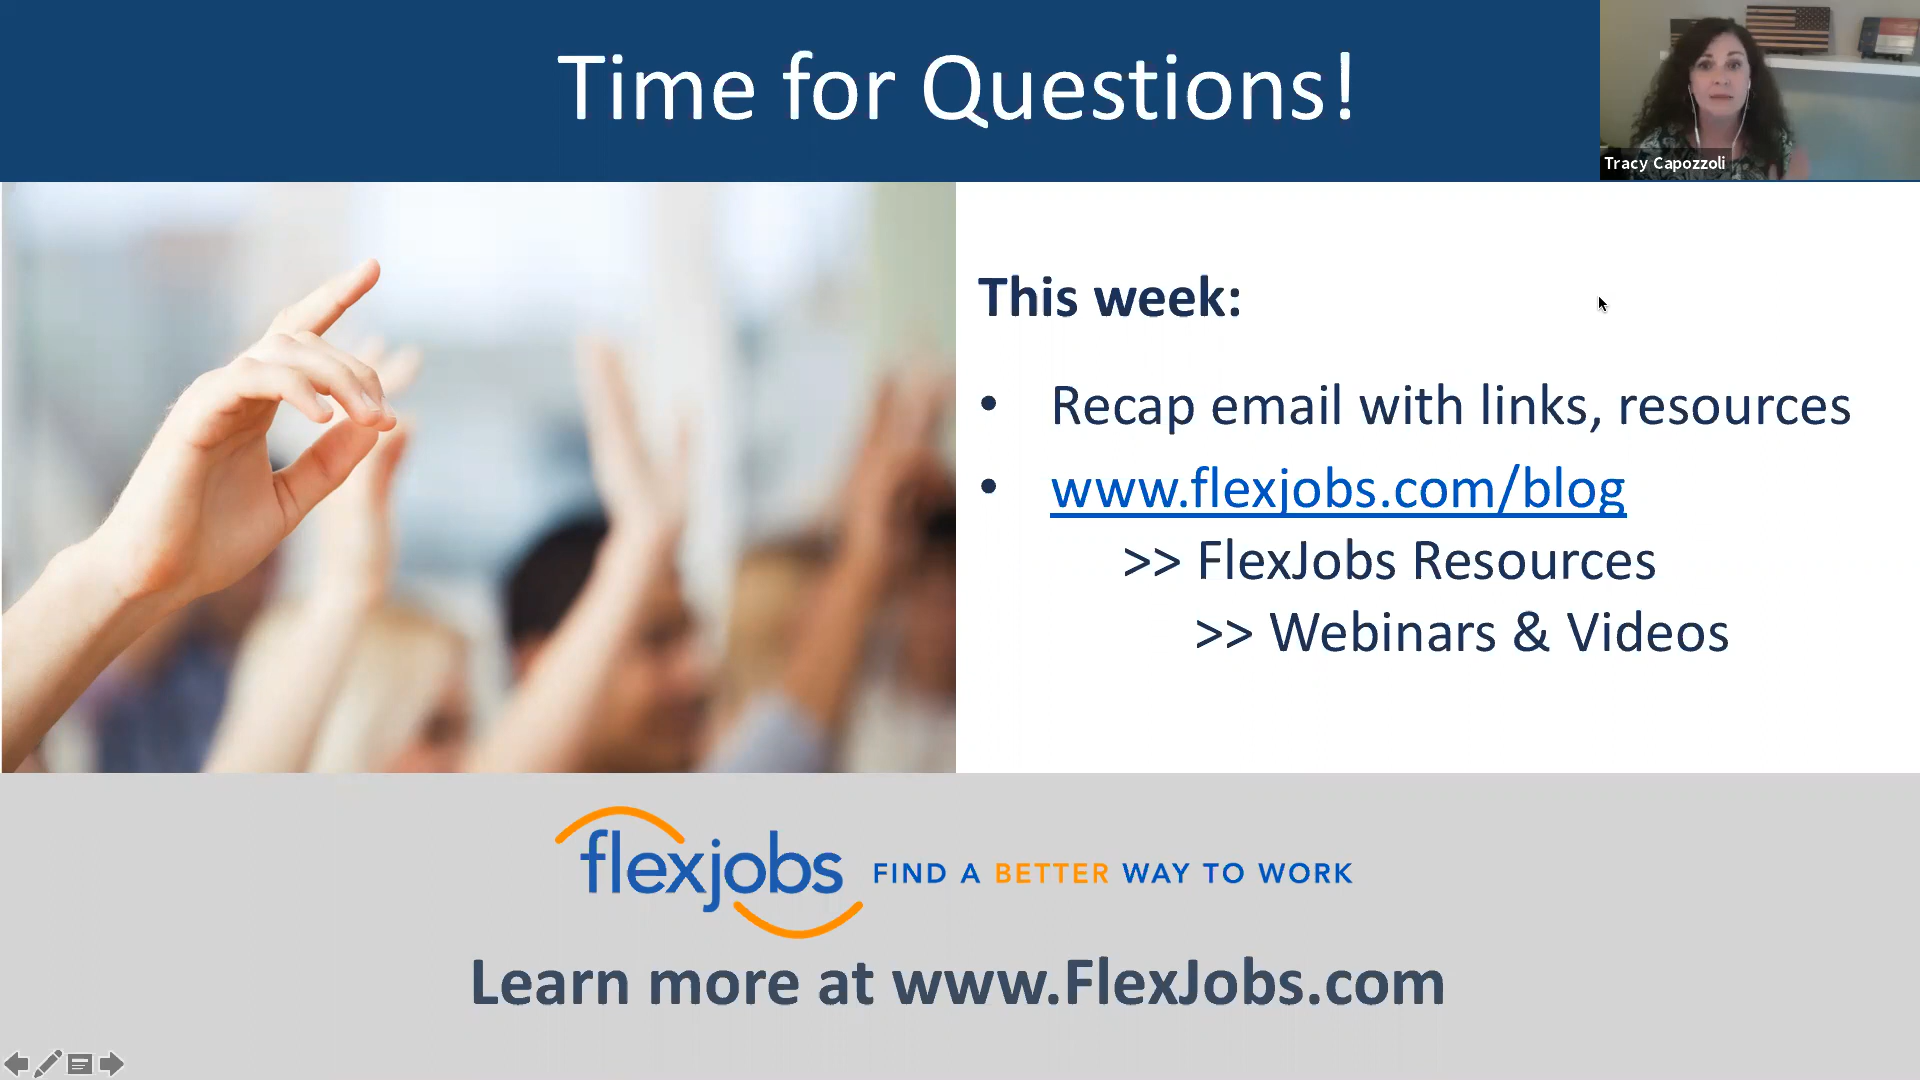 Time for Questions!
Tracy Capozzoli
This week:
• Recap email with links, resources
• www.flexjobs.com/blog
>> FlexJobs Resources
>> Webinars & Videos
flexjobs FIND A BETTER WAY TO WORK
Learn more at www.FlexJobs.com